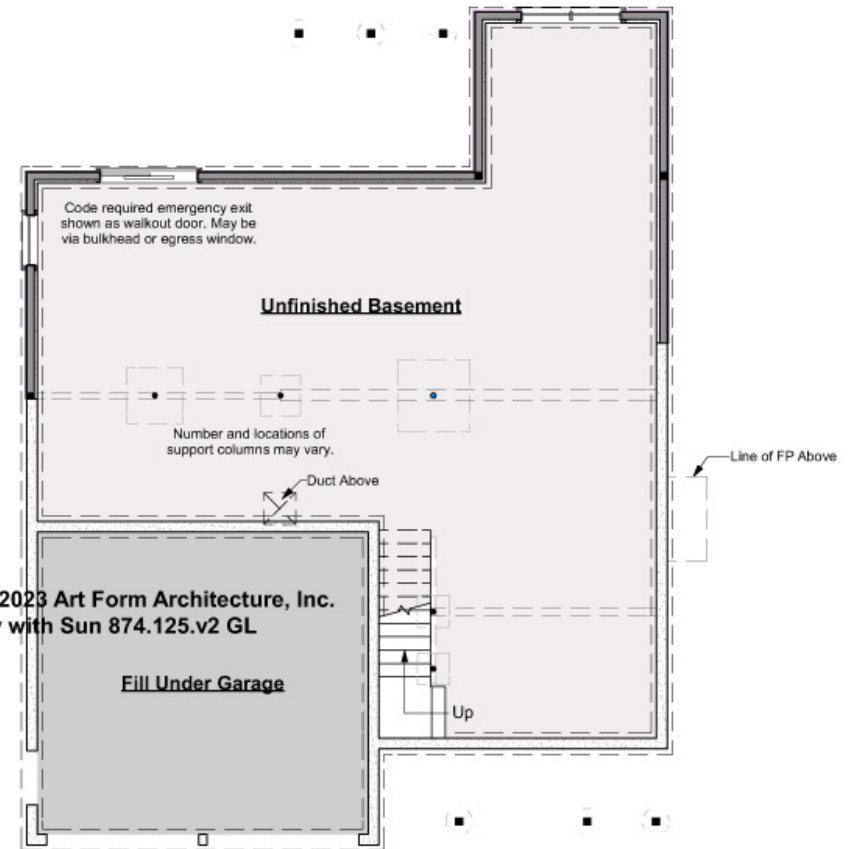 Code required emergency exit
shown as walkout door. May be
via bulkhead or egress window.
Unfinished Basement
Number and locations of
support columns may vary.
Duct Above
Line of FP Above
2023 Art Form Architecture, Inc.
with Sun 874.125.v2 GL
Fill Under Garage
Up